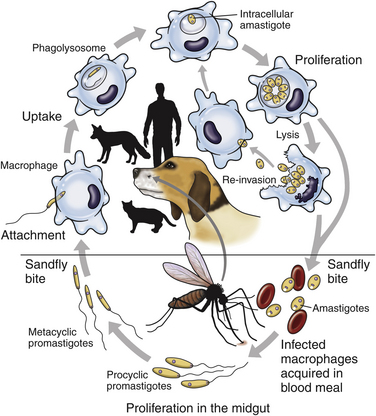 Intracellular
amastigote
Phagolysosome
Proliferation
Uptake
Lysis
Macrophage
Re-invasion
Attachment
Sandfly
bite
Sandfly
bite
Amastigotes
Metacyclic
promastigotes
Infected
macrophages
acquired in
blood meal
Procyclic
promastigotes
Proliferation in the midgut